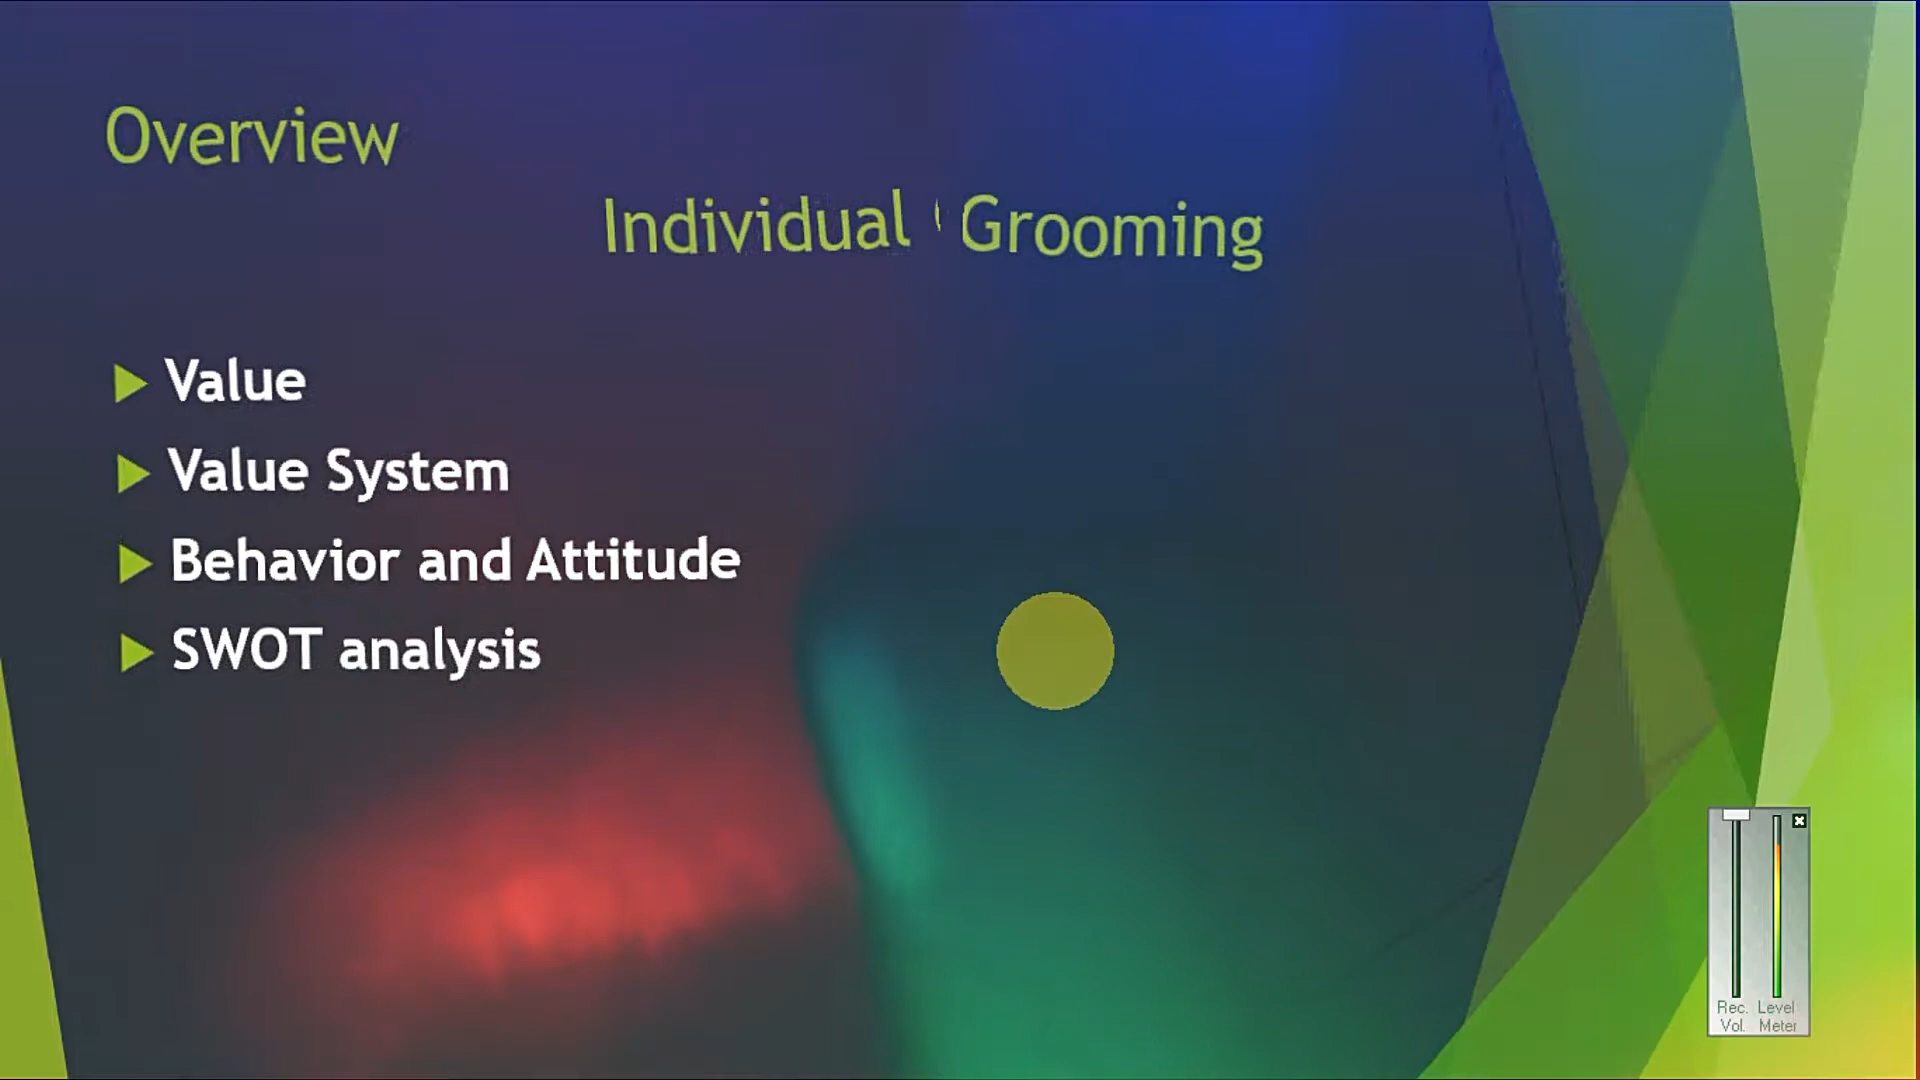 Overview
Individual Grooming
Value
Value System
Behavior and Attitude
SWOT analysis
Rec. Level
Vol. Meter